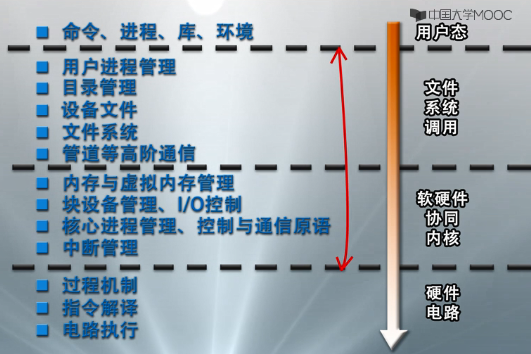 中国大学MOOC
命令、进程、库、环境
用户态
用户进程管理
目录管理
设备文件
文件系统
管道等高阶通信
文件
系统
调用
内存与虚拟内存管理
块设备管理、I/O控制
核心进程管理、控制与通信原语
中断管理
软硬件
协同
内核
过程机制
指令解译
电路执行
硬件
电路